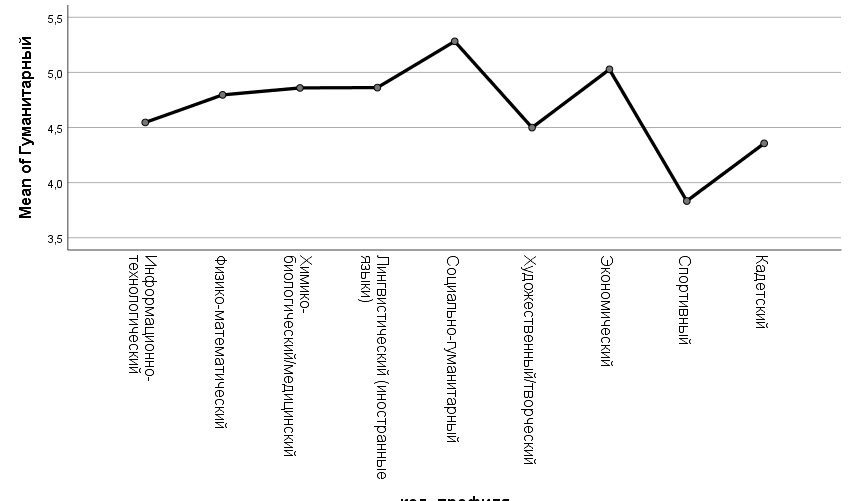 Mean of Гуманитарный
5,5
5,0
4,5
4,0
3,5
Информационно-
технологический
Физико-математический
Химико-
биологический/медицинский
Лингвистический (иностранные
языки)
Социально-гуманитарный
Художественный/творческий
Экономический
Спортивный
Кадетский